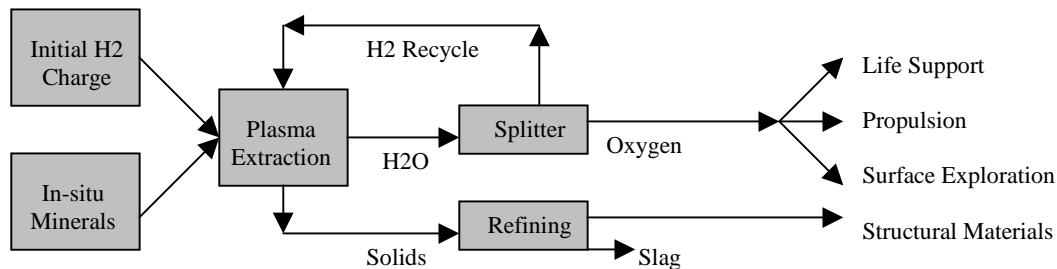 Initial H2
Charge
In-situ
Minerals
H2 Recycle
Plasma
Extraction
H2O
Solids
Splitter
Refining
Oxygen
Slag
Life Support
Propulsion
Surface Exploration
Structural Materials